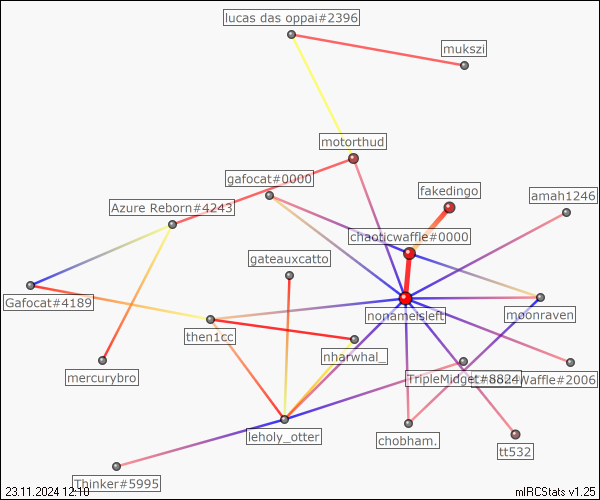 lucas das oppai#2396
mukszi
motorthud
gafocat#0000
fakedingo
amah1246
Azure Reborn#4243
chaoticwaffle#0000
gateauxcatto
Gafocat#4189
nonameisleft
moonraven
then1cc
nharwhal_
mercurybro
TripleMidget#8824
Waffle#2006
leholy_otter
chobham.
tt532
Thinker#5995
23.11.2024 12:10
mIRCStats v1.25